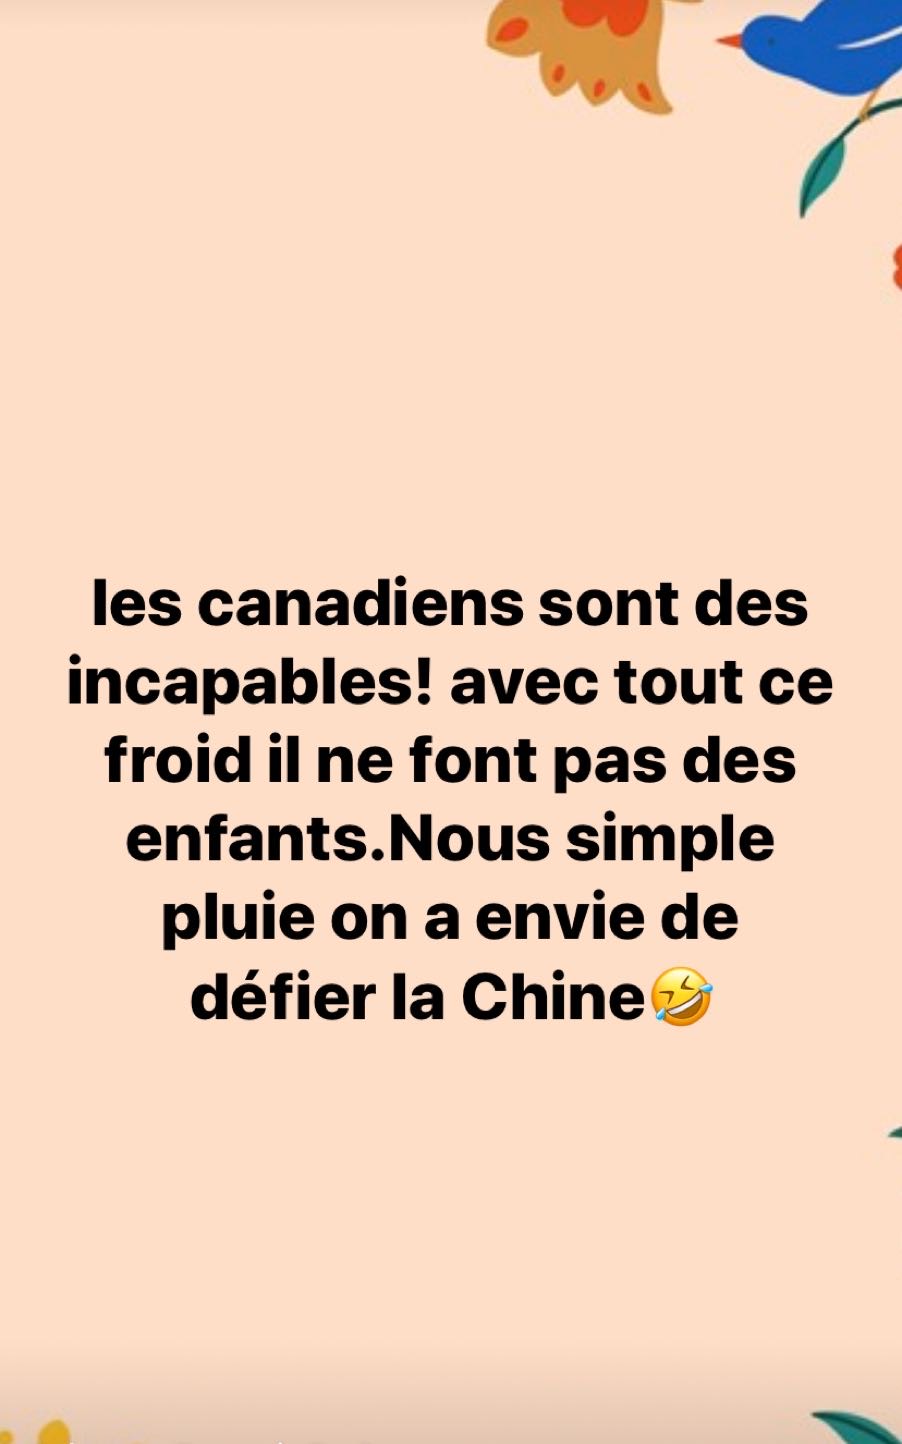 les canadiens sont des
incapables! avec tout ce
froid il ne font pas des
enfants.Nous simple
pluie on a envie de
défier la Chine🤣